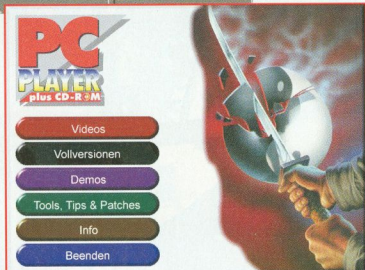 PC
PLAYER
plus CD-ROM
Videos
Vollversionen
Demos
Tools, Tips & Patches
Info
Beenden